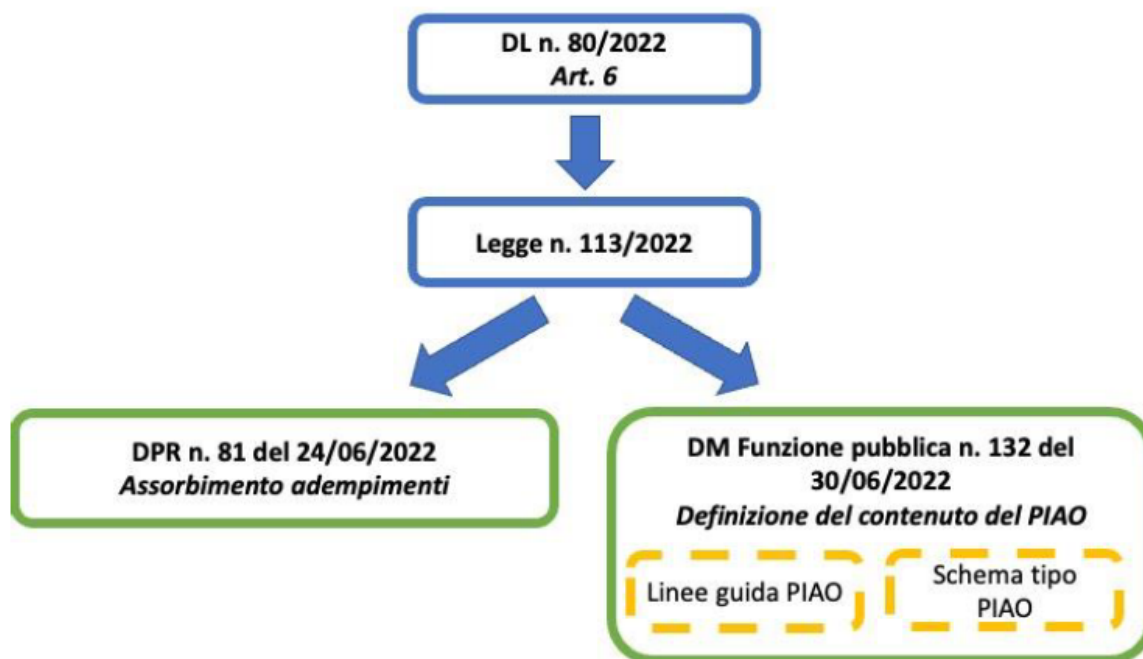 DL n. 80/2022
Art. 6
Legge n. 113/2022
DPR n. 81 del 24/06/2022
Assorbimento adempimenti
DM Funzione pubblica n. 132 del
30/06/2022
Definizione del contenuto del PIAO
Linee guida PIAO
Schema tipo
PIAO